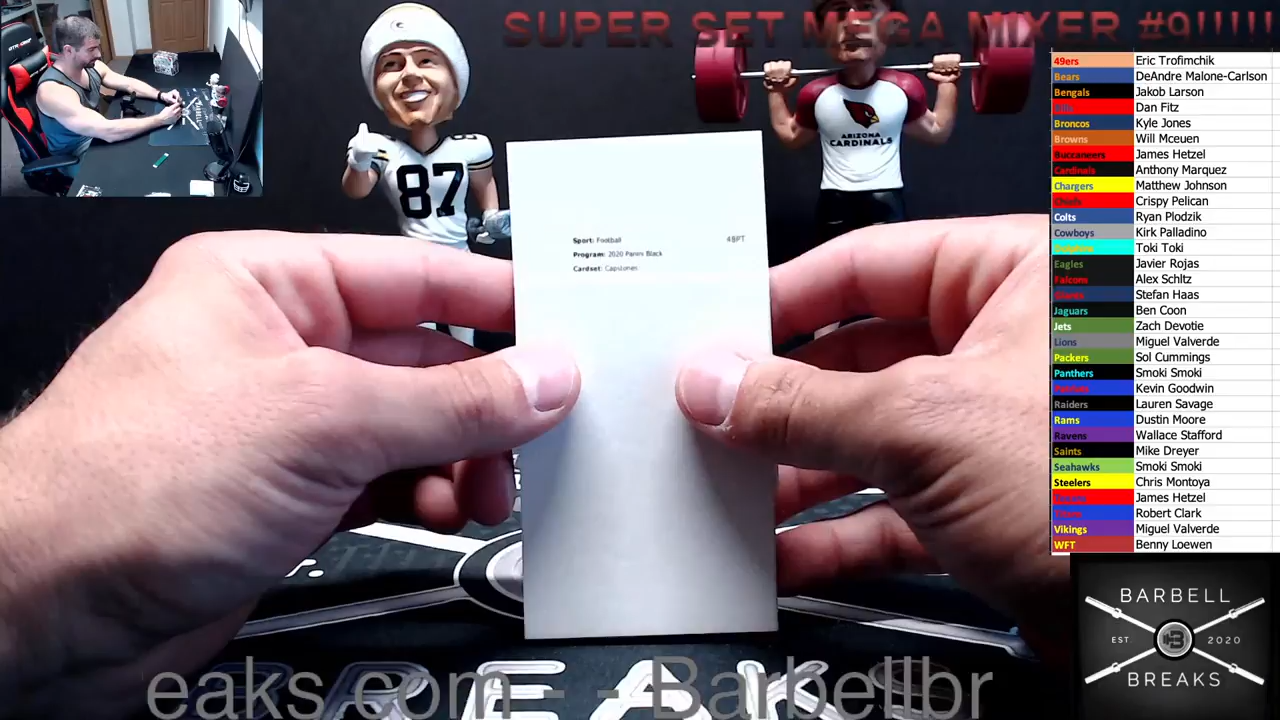 SUPER SET MEGA MIXER #9!!!!!
49ers Eric Trofimchik
Bears DeAndre Malone-Carlson
Bengals Jakob Larson
Bills Dan Fitz
Broncos Kyle Jones
Browns Will Mceuen
Buccaneers James Hetzel
Cardinals Anthony Marquez
Chargers Matthew Johnson
Chiefs Crispy Pelican
Colts Ryan Plodzik
Cowboys Kirk Palladino
Dolphins Toki Toki
Eagles Javier Rojas
Falcons Alex Schltz
Giants Stefan Haas
Jaguars Ben Coon
Jets Zach Devotie
Lions Miguel Valverde
Packers Sol Cummings
Panthers Smoki Smoki
Patriots Kevin Goodwin
Raiders Lauren Savage
Rams Dustin Moore
Ravens Wallace Stafford
Saints Mike Dreyer
Seahawks Smoki Smoki
Steelers Chris Montoya
Texans James Hetzel
Titans Robert Clark
Vikings Miguel Valverde
WFT Benny Loewen
87
ARIZONA
CARDINALS
Sport: Football 48PT
Program: 2020 Panini Black
Cardset: Capstones
BREAK
eaks.com - - Barbellbr
BARBELL
EST. 2020
BREAKS